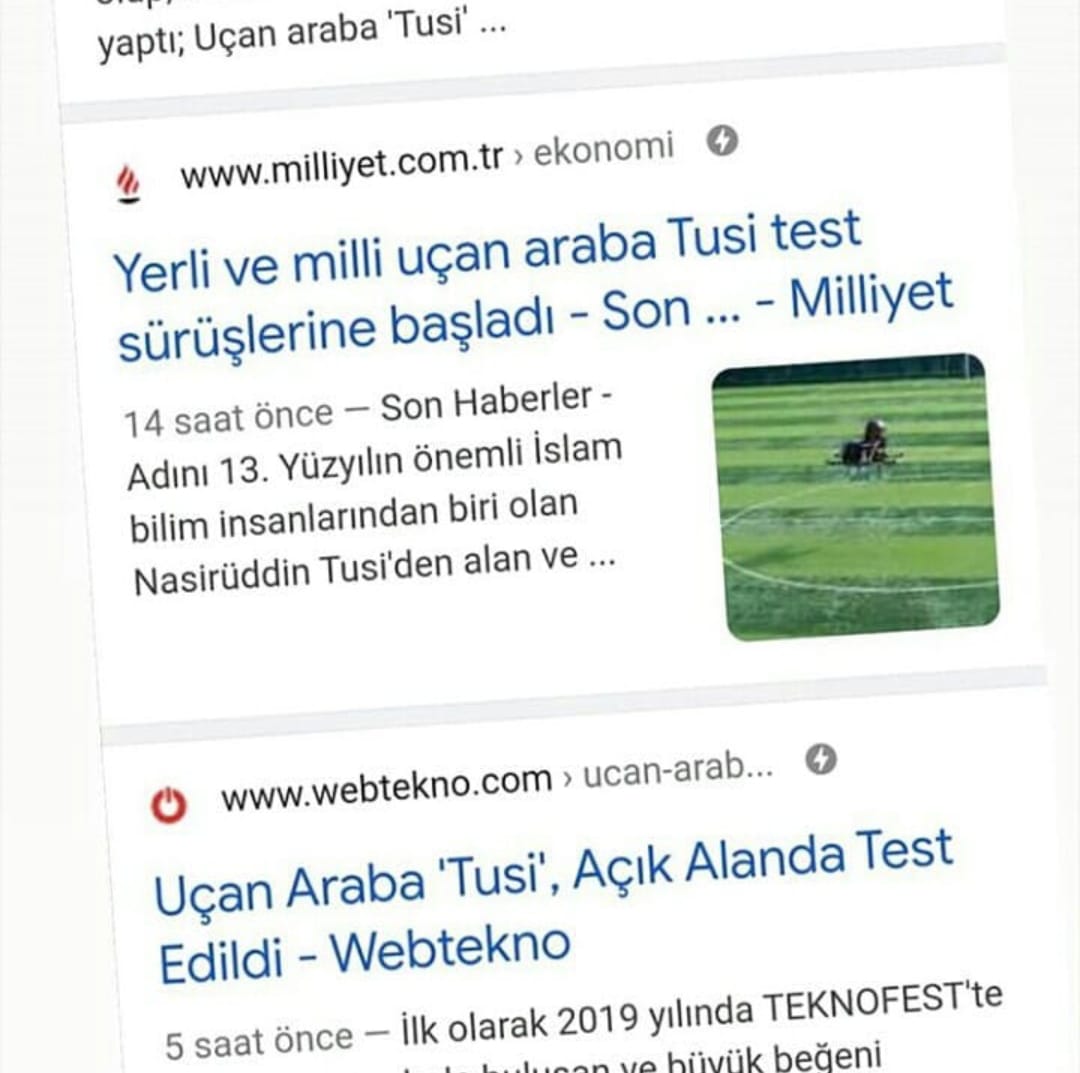 yaptı; Uçan araba 'Tusi' ...
www.milliyet.com.tr › ekonomi
Yerli ve milli uçan araba Tusi test
sürüşlerine başladı - Son ... - Milliyet
14 saat önce — Son Haberler -
Adını 13. Yüzyılın önemli İslam
bilim insanlarından biri olan
Nasirüddin Tusi'den alan ve ...
www.webtekno.com › ucan-arab...
Uçan Araba 'Tusi', Açık Alanda Test
Edildi - Webtekno
5 saat önce — İlk olarak 2019 yılında TEKNOFEST'te
ve büyük beğeni